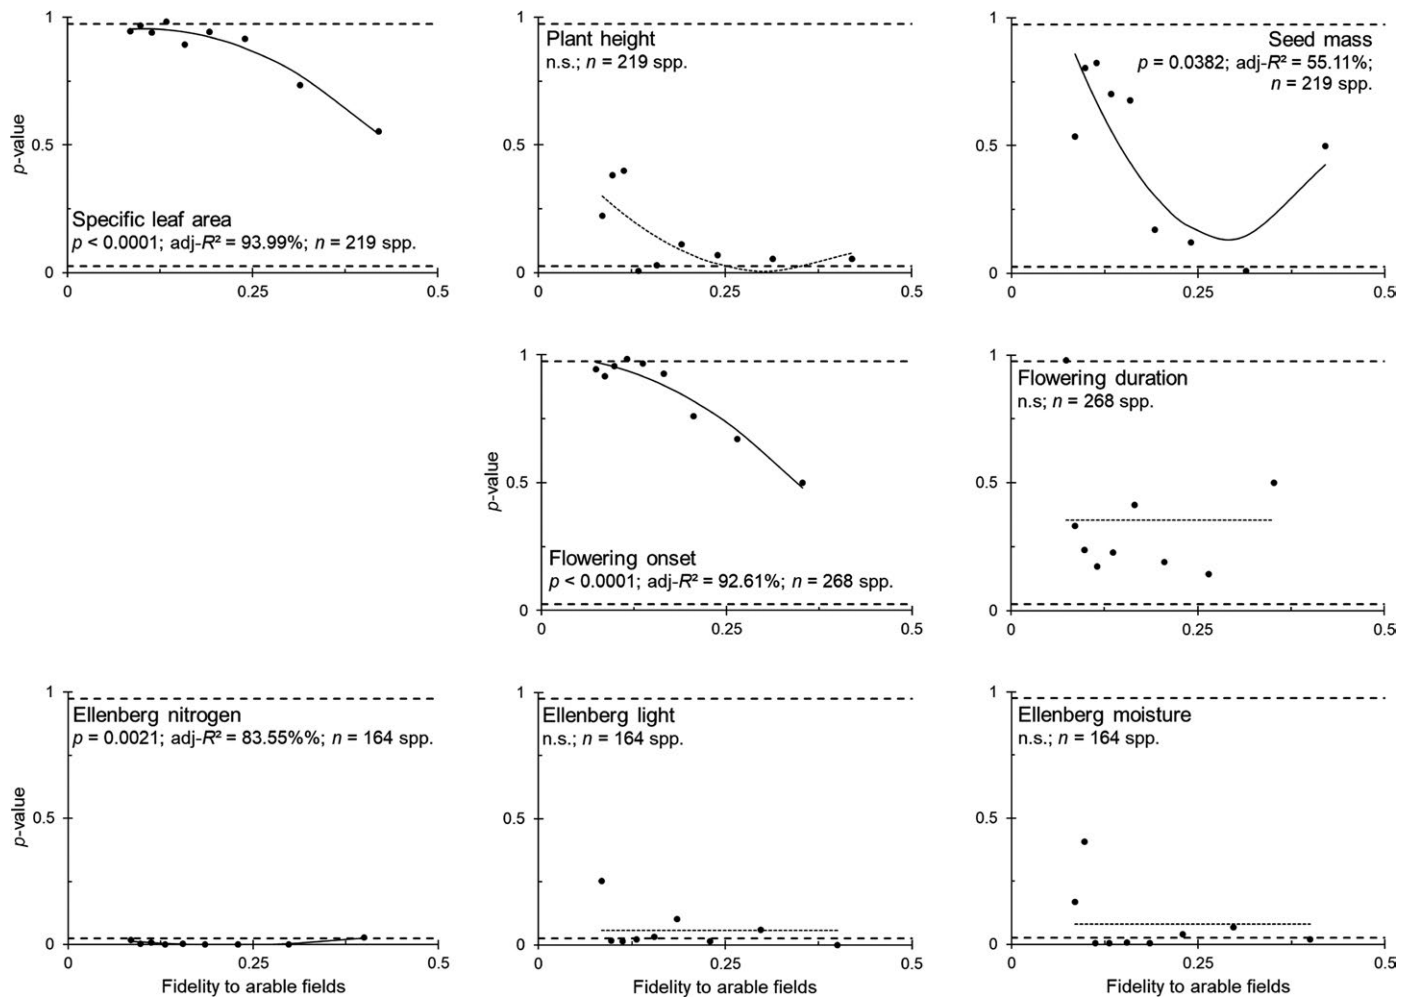 1
0.5
0
p-value
Specific leaf area
p < 0.0001; adj-R² = 93.99%; n = 219 spp.
0
0.25
0.5
1
0.5
0
Plant height
n.s.; n = 219 spp.
0
0.25
0.5
1
0.5
0
Seed mass
p = 0.0382; adj-R² = 55.11%;
n = 219 spp.
0
0.25
0.5
1
0.5
0
p-value
Flowering onset
p < 0.0001; adj-R² = 92.61%; n = 268 spp.
0
0.25
0.5
1
0.5
0
Flowering duration
n.s; n = 268 spp.
0
0.25
0.5
1
0.5
0
p-value
Ellenberg nitrogen
p = 0.0021; adj-R² = 83.55%%; n = 164 spp.
0
0.25
0.5
Fidelity to arable fields
1
0.5
0
Ellenberg light
n.s.; n = 164 spp.
0
0.25
0.5
Fidelity to arable fields
1
0.5
0
Ellenberg moisture
n.s.; n = 164 spp.
0
0.25
0.5
Fidelity to arable fields